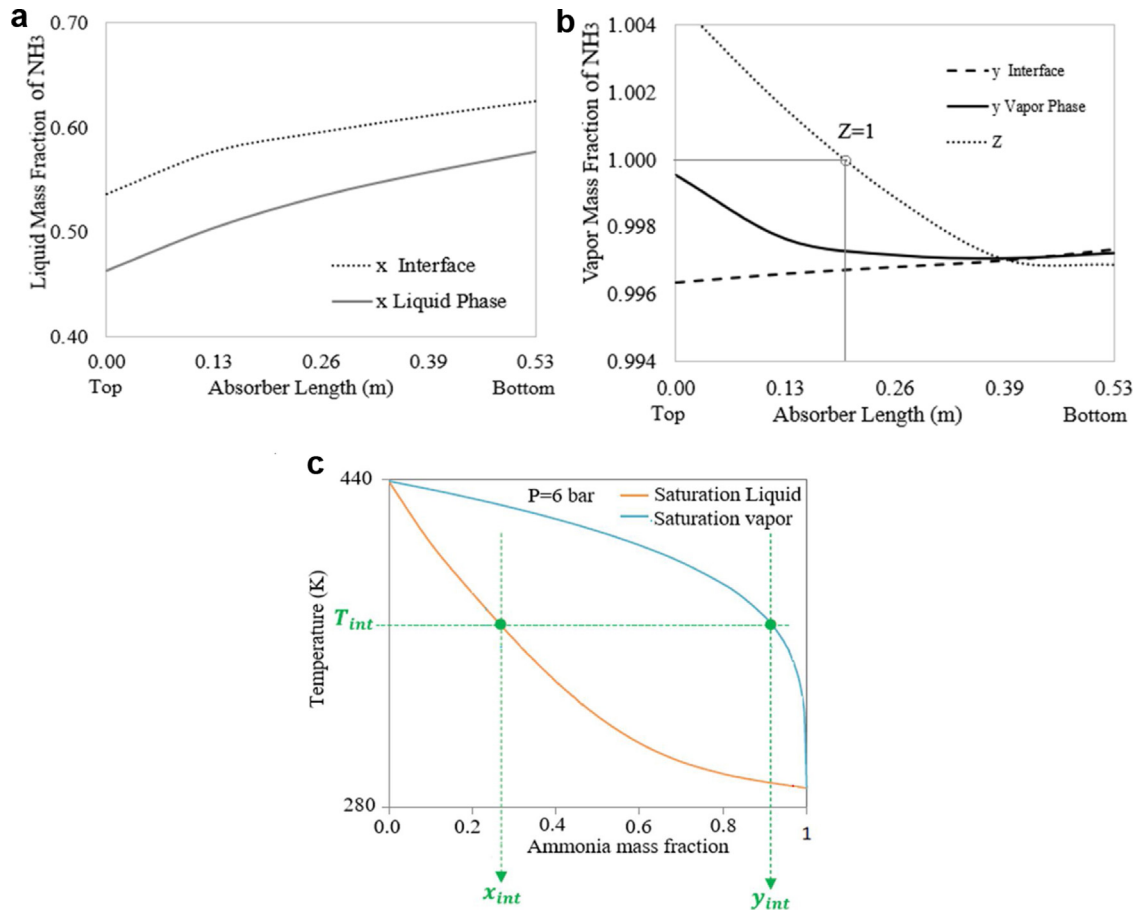 a
Liquid Mass Fraction of NH3
0.70
0.60
0.50
0.40
x Interface
x Liquid Phase
0.00 0.13 0.26 0.39 0.53
Top Absorber Length (m) Bottom
b
Vapor Mass Fraction of NH3
1.004
1.002
1.000
0.998
0.996
0.994
y Interface
y Vapor Phase
Z
Z=1
0.00 0.13 0.26 0.39 0.53
Top Absorber Length (m) Bottom
c
Temperature (K)
440
T int
280
P=6 bar
Saturation Liquid
Saturation vapor
0.0 0.2 0.4 0.6 0.8 1
Ammonia mass fraction
x int y int